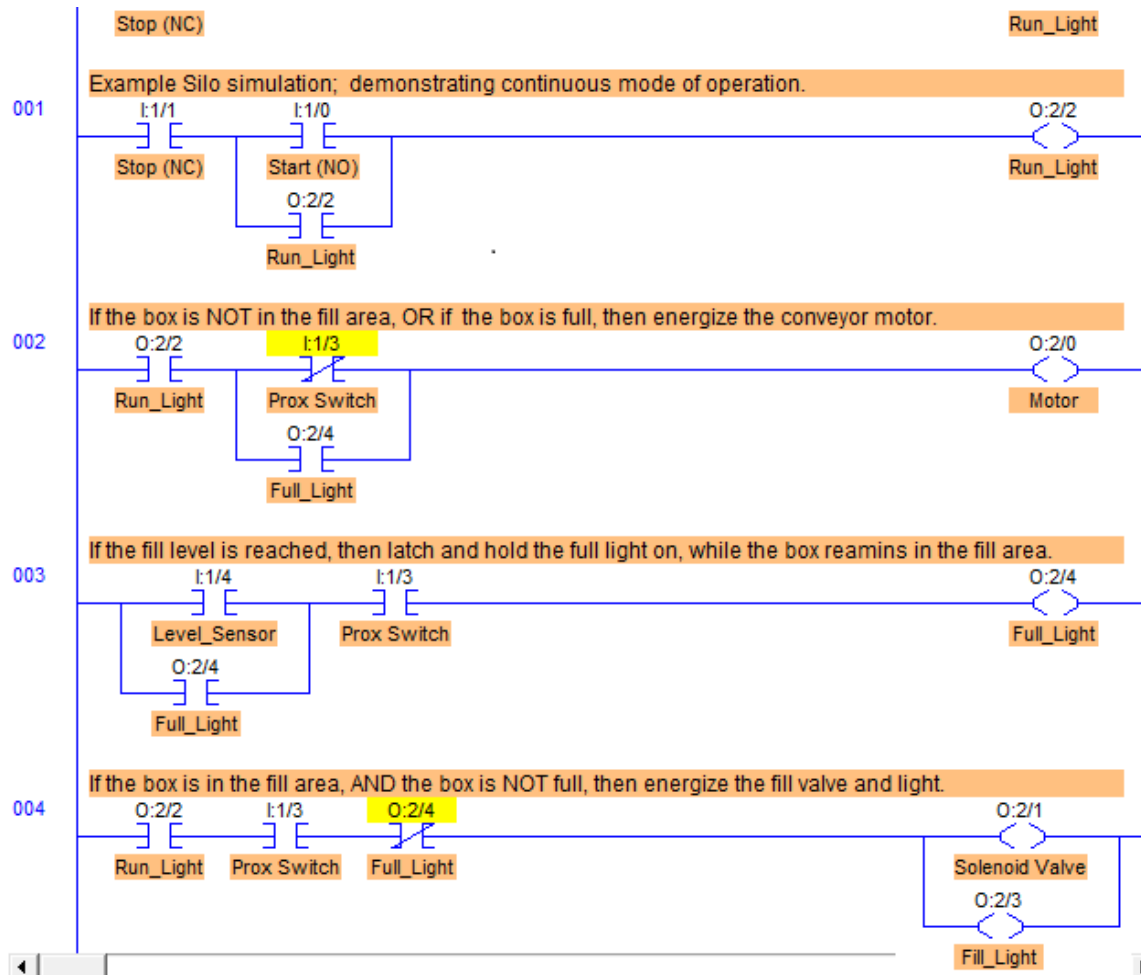 Stop (NC) Run_Light
Example Silo simulation;  demonstrating continuous mode of operation.
001 I:1/1 I:1/0 O:2/2
Stop (NC) Start (NO) Run_Light
O:2/2
Run_Light
If the box is NOT in the fill area, OR if  the box is full, then energize the conveyor motor.
002 O:2/2 I:1/3 O:2/0
Run_Light Prox Switch Motor
O:2/4
Full_Light
If the fill level is reached, then latch and hold the full light on, while the box reamins in the fill area.
003 I:1/4 I:1/3 O:2/4
Level_Sensor Prox Switch Full_Light
O:2/4
Full_Light
If the box is in the fill area, AND the box is NOT full, then energize the fill valve and light.
004 O:2/2 I:1/3 O:2/4 O:2/1
Run_Light Prox Switch Full_Light Solenoid Valve
O:2/3
Fill_Light